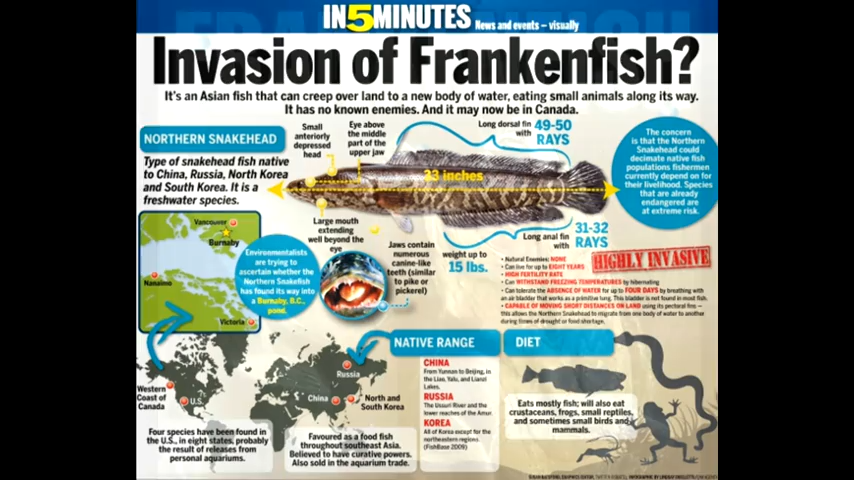 IN5MINUTES News and events – visually
Invasion of Frankenfish?
It's an Asian fish that can creep over land to a new body of water, eating small animals along its way.
It has no known enemies. And it may now be in Canada.
NORTHERN SNAKEHEAD
Type of snakehead fish native
to China, Russia, North Korea
and South Korea. It is a
freshwater species.
Small
anteriorly
depressed
head
Eye above
the middle
part of the
upper jaw
Long dorsal fin
with 49-50
RAYS
33 inches
The concern
is that the Northern
Snakehead could
decimate native fish
populations fishermen
currently depend on for
their livelihood. Species
that are already
endangered are
at extreme risk.
Large mouth
extending
well beyond the
eye
Jaws contain
numerous
canine-like
teeth (similar
to pike or
pickerel)
weight up to
15 lbs.
Long anal fin
with
31-32
RAYS
Vancouver
Burnaby
Nanaimo
Victoria
Environmentalists
are trying to
ascertain whether the
Northern Snakefish
has found its way into
a Burnaby, B.C.,
pond.
HIGHLY INVASIVE
• Natural Enemies: NONE
• Can live for up to EIGHT YEARS
• HIGH FERTILITY RATE
• Can WITHSTAND FREEZING TEMPERATURES by hibernating
• Can tolerate the ABSENCE OF WATER for up to FOUR DAYS by breathing with
an air bladder that works as a primitive lung. This bladder is not found in most fish.
• CAPABLE OF MOVING SHORT DISTANCES ON LAND using its pectoral fins —
this allows the Northern Snakehead to migrate from one body of water to another
during times of drought or food shortage.
Western
Coast of
Canada
U.S.
Russia
China
North and
South Korea
Four species have been found in
the U.S., in eight states, probably
the result of releases from
personal aquariums.
Favoured as a food fish
throughout southeast Asia.
Believed to have curative powers.
Also sold in the aquarium trade.
NATIVE RANGE
CHINA
From Yunnan to Beijing, in
the Liao, Yalu, and
Lakes.
RUSSIA
The Ussuri River and the
lower reaches of the Amur.
KOREA
All of Korea except for the
northeastern regions.
(FishBase 2009)
DIET
Eats mostly fish; will also eat
crustaceans, frogs, small reptiles,
and sometimes small birds and
mammals.